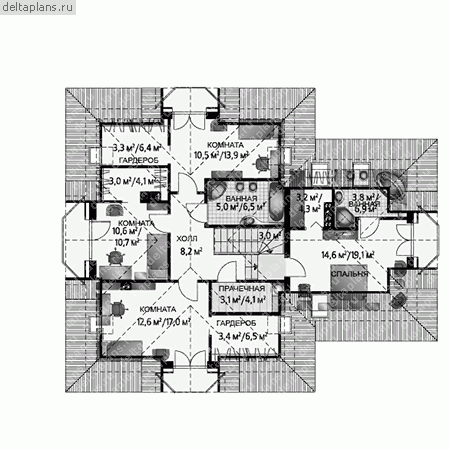 deltaplans.ru
3,3 м²/6,4 м²
ГАРДЕРОБ
КОМНАТА
10,5 м²/13,9 м²
3,0 м²/4,1 м²
ВАННАЯ
5,0 м²/6,5 м²
3,2 м²/
4,3 м²
3,8 м²/
6,9 м²
ВАННАЯ
КОМНАТА
10,6 м²/
10,7 м²
ХОЛЛ
8,2 м²
3,0 м²
14,6 м²/19,1 м²
СПАЛЬНЯ
ПРАЧЕЧНАЯ
3,1 м²/4,1 м²
КОМНАТА
12,6 м²/17,0 м²
ГАРДЕРОБ
3,4 м²/6,5 м²